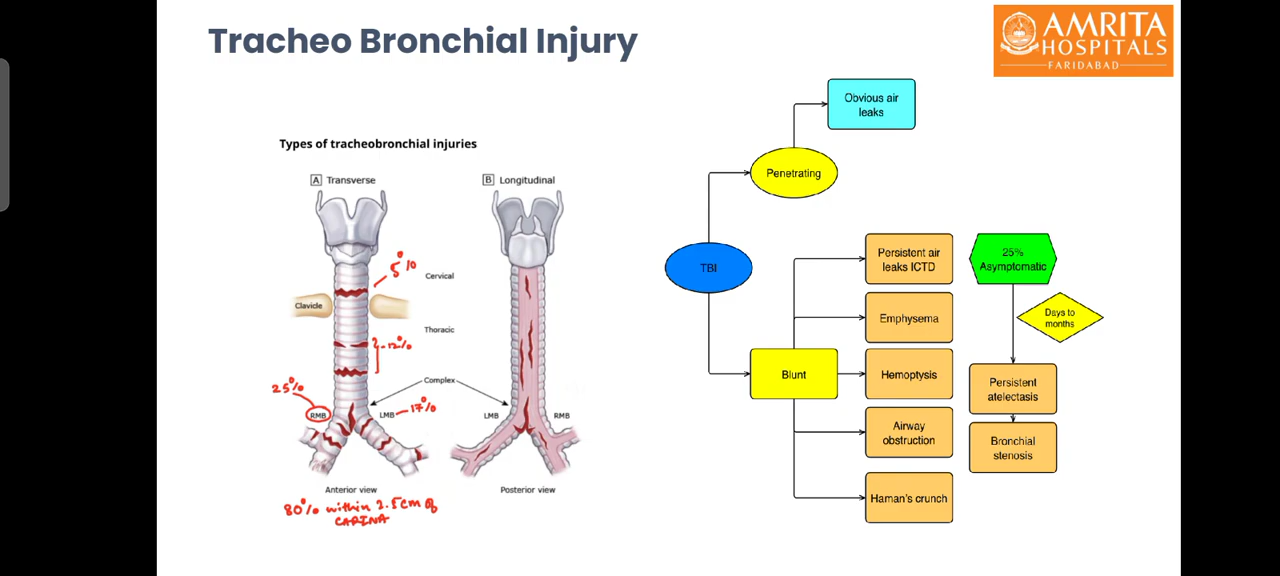 Tracheo Bronchial Injury
AMRITA
HOSPITALS
FARIDABAD
Types of tracheobronchial injuries
A Transverse
B Longitudinal
5%
Cervical
Clavicle
Thoracic
12%
Complex
25%
RMB
LMB
17%
LMB
RMB
Anterior view
Posterior view
80% within 2.5cm of
CARINA
Obvious air
leaks
Penetrating
TBI
Blunt
Persistent air
leaks ICTD
Emphysema
Hemoptysis
Airway
obstruction
Haman's crunch
25%
Asymptomatic
Days to
months
Persistent
atelectasis
Bronchial
stenosis